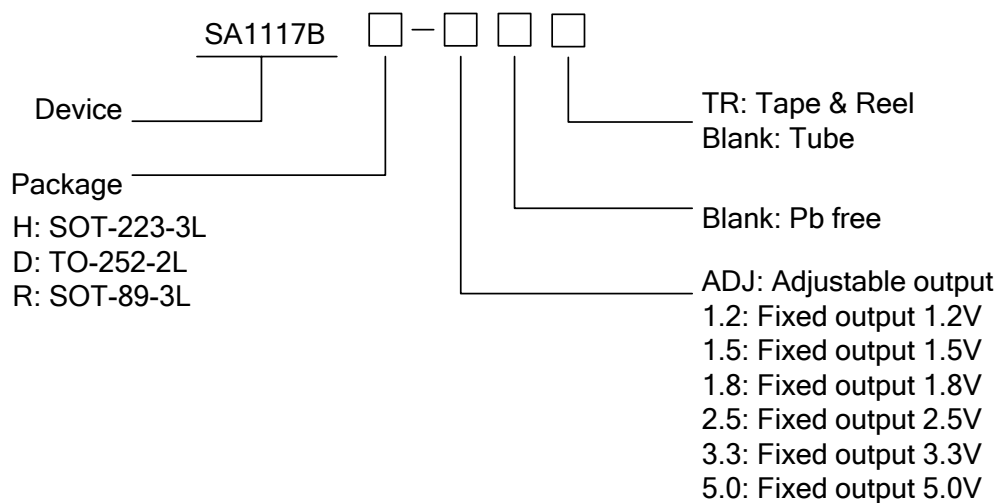 SA1117B
Device
Package
H: SOT-223-3L
D: TO-252-2L
R: SOT-89-3L
TR: Tape & Reel
Blank: Tube
Blank: Pb free
ADJ: Adjustable output
1.2: Fixed output 1.2V
1.5: Fixed output 1.5V
1.8: Fixed output 1.8V
2.5: Fixed output 2.5V
3.3: Fixed output 3.3V
5.0: Fixed output 5.0V